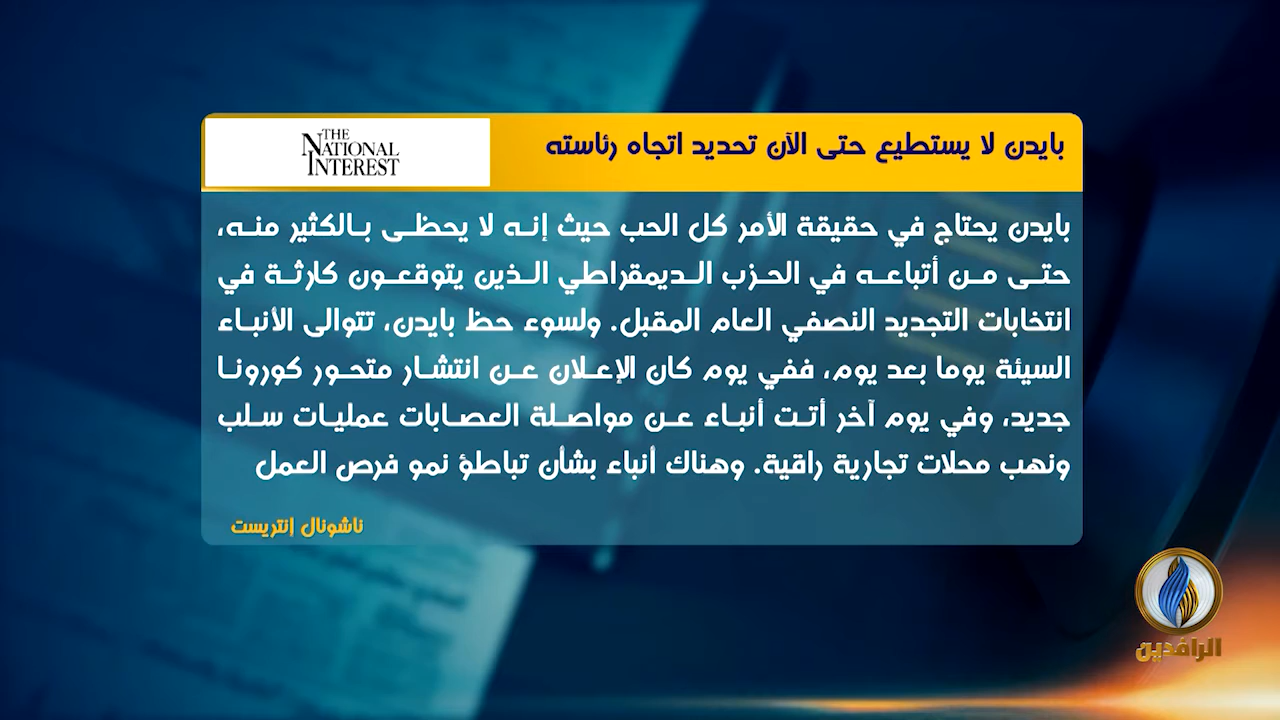 بايدن لا يستطيع حتى الآن تحديد اتجاه رئاسته
THE
NATIONAL
INTEREST
بايدن يحتاج في حقيقة الأمر كل الحب حيث إنه لا يحظى بالكثير منه،
حتى من أتباعه في الحزب الديمقراطي الذين يتوقعون كارثة في
انتخابات التجديد النصفي العام المقبل. ولسوء حظ بايدن، تتوالى الأنباء
السيئة يوما بعد يوم، ففي يوم كان الإعلان عن انتشار متحور كورونا
جديد، وفي يوم آخر أتت أنباء عن مواصلة العصابات عمليات سلب
ونهب محلات تجارية راقية. وهناك أنباء بشأن تباطؤ نمو فرص العمل
ناشونال إنتريست
الرافدين